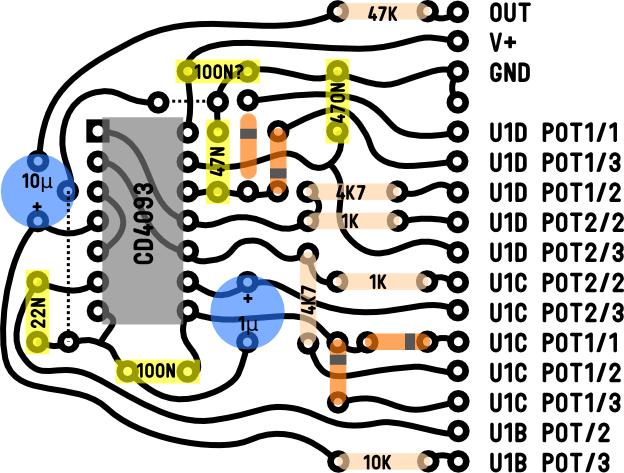 47K OUT
V+
100N? GND
470N
U1D POT1/1
47N
U1D POT1/3
10µ
+
4K7 U1D POT1/2
CD4093
1K U1D POT2/2
U1D POT2/3
1K U1C POT2/2
+
1µ
4K7
U1C POT2/3
22N
U1C POT1/1
100N
U1C POT1/2
U1C POT1/3
U1B POT/2
10K U1B POT/3